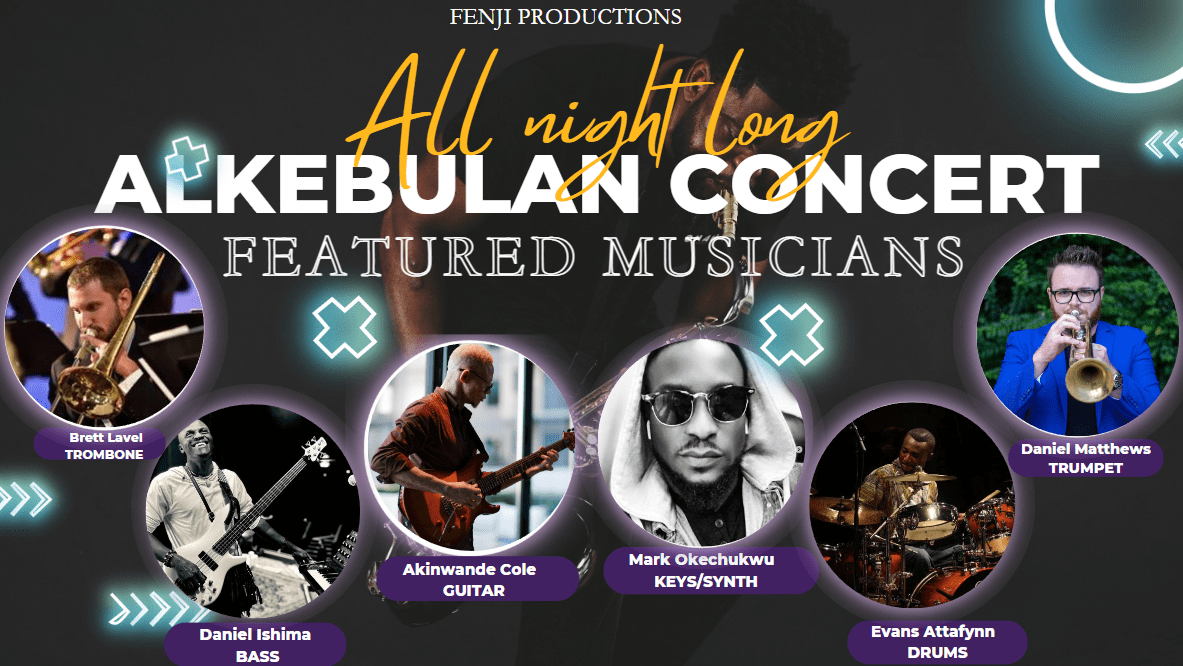 FENJI PRODUCTIONS
All night long
ALKEBULAN CONCERT
FEATURED MUSICIANS
Brett Lavel
TROMBONE
Daniel Ishima
BASS
Akinwande Cole
GUITAR
Mark Okechukwu
KEYS/SYNTH
Evans Attafynn
DRUMS
Daniel Matthews
TRUMPET